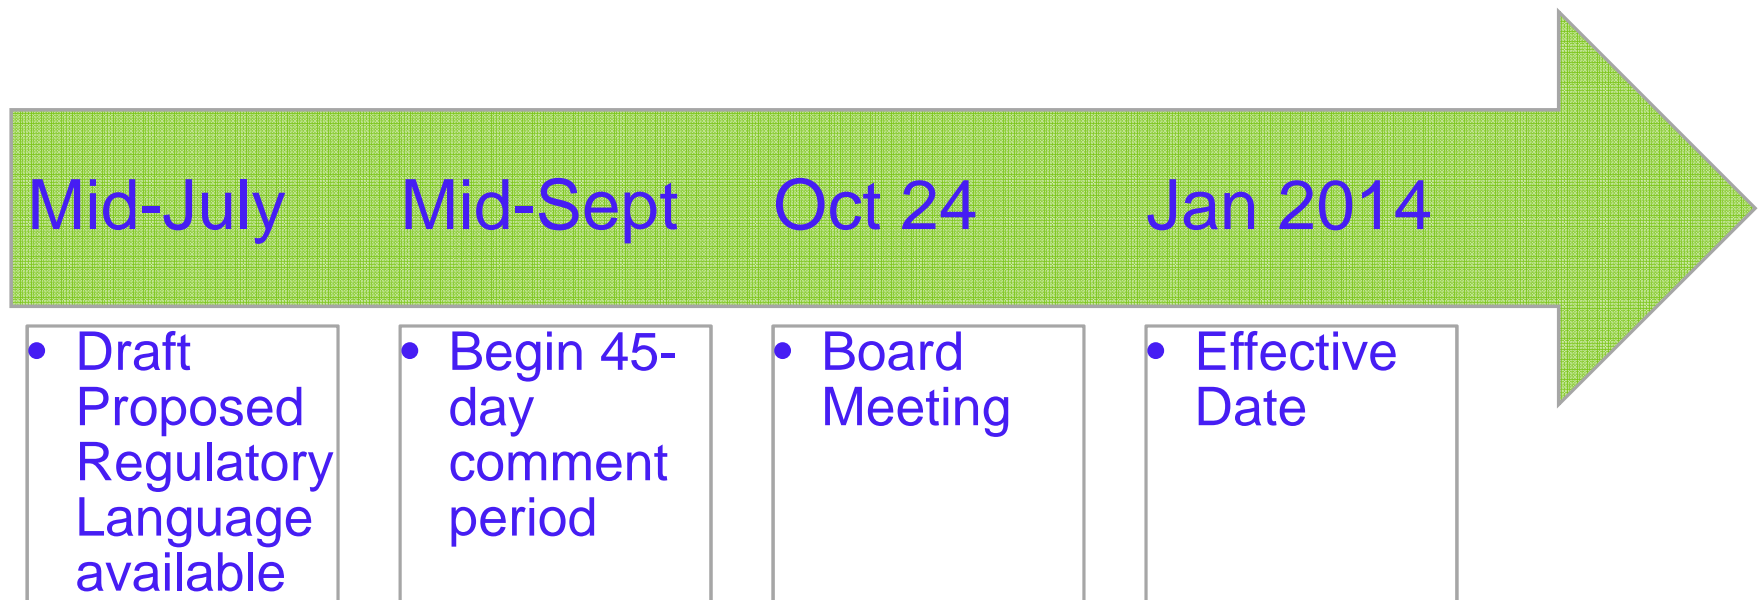 Mid-July
Mid-Sept
Oct 24
Jan 2014
• Draft
Proposed
Regulatory
Language
available
• Begin 45-
day
comment
period
• Board
Meeting
• Effective
Date